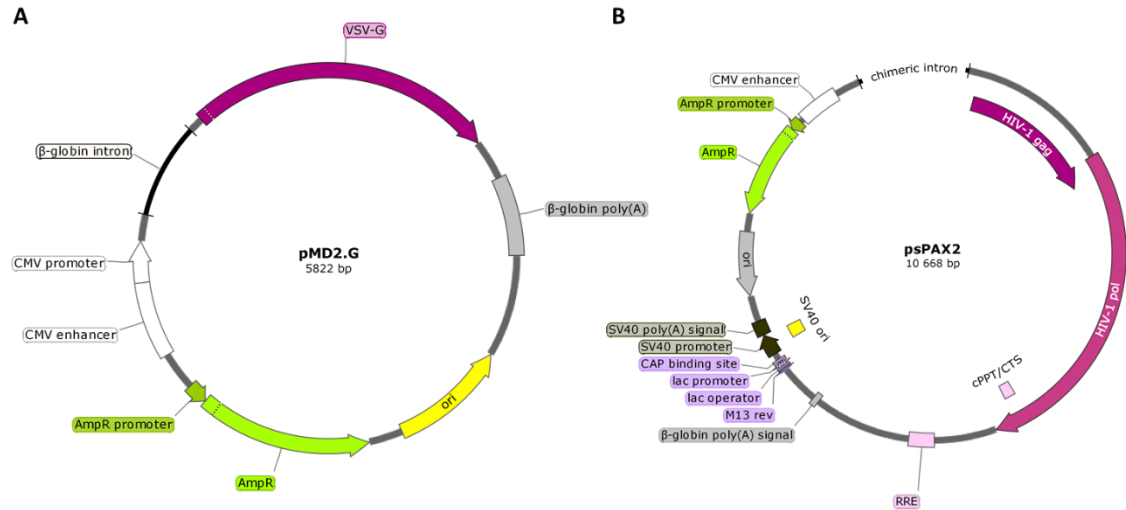 A
VSV-G
β-globin intron
β-globin poly(A)
pMD2.G
5822 bp
CMV promoter
CMV enhancer
AmpR promoter
AmpR
ori
B
chimeric intron
CMV enhancer
AmpR promoter
AmpR
HIV-1 gag
HIV-1 pol
psPAX2
10 668 bp
ori
SV40 ori
SV40 poly(A) signal
SV40 promoter
CAP binding site
lac promoter
lac operator
M13 rev
β-globin poly(A) signal
cPPT/CTS
RRE